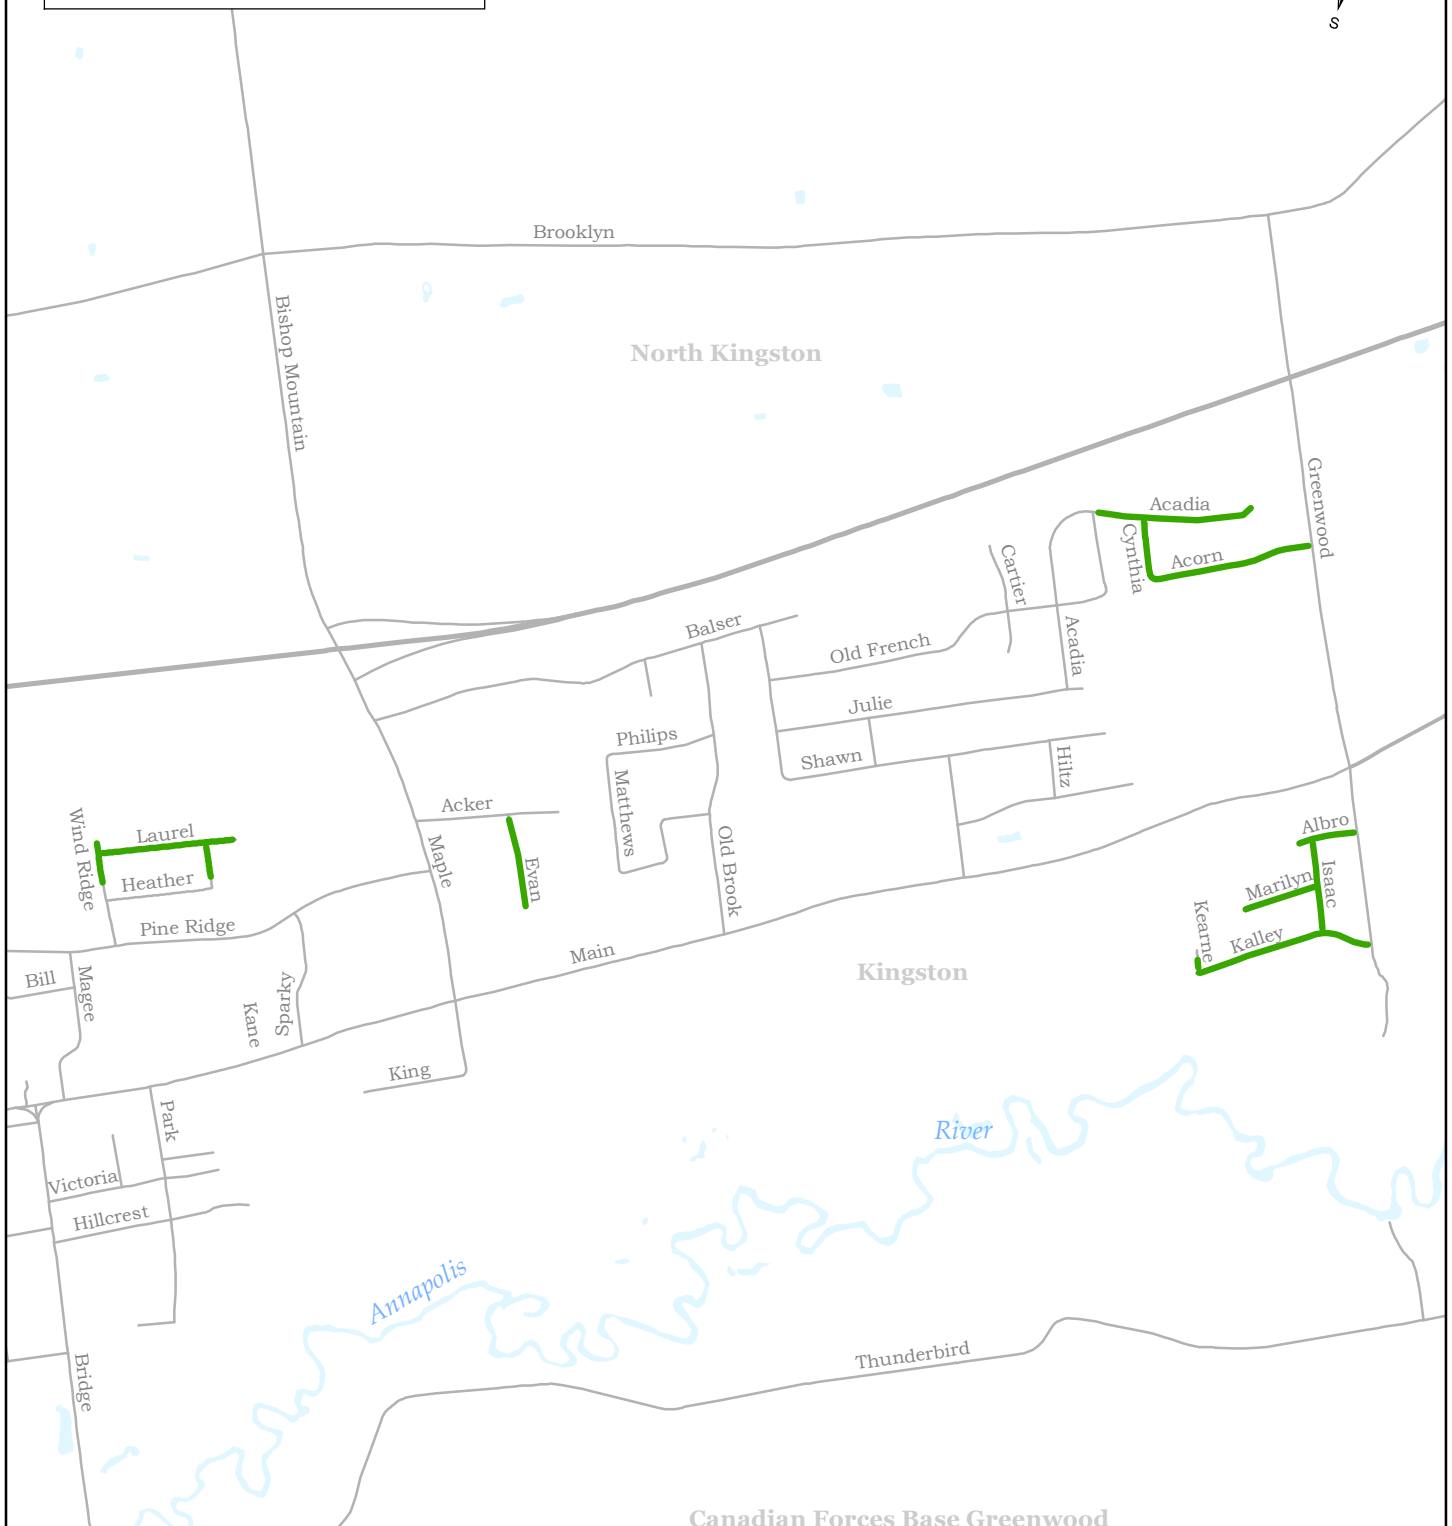 S
Brooklyn
Bishop Mountain
North Kingston
Greenwood
Acadia
Cynthia
Acorn
Cartier
Balser
Old French
Acadia
Julie
Philips
Shawn
Hiltz
Matthews
Acker
Wind Ridge
Laurel
Maple
Evan
Old Brook
Albro
Heather
Isaac
Marilyn
Pine Ridge
Kearne
Kalley
Main
Kingston
Bill
Magee
Sparky
Kane
King
Park
River
Victoria
Hillcrest
Annapolis
Thunderbird
Bridge
Canadian Forces Base Greenwood